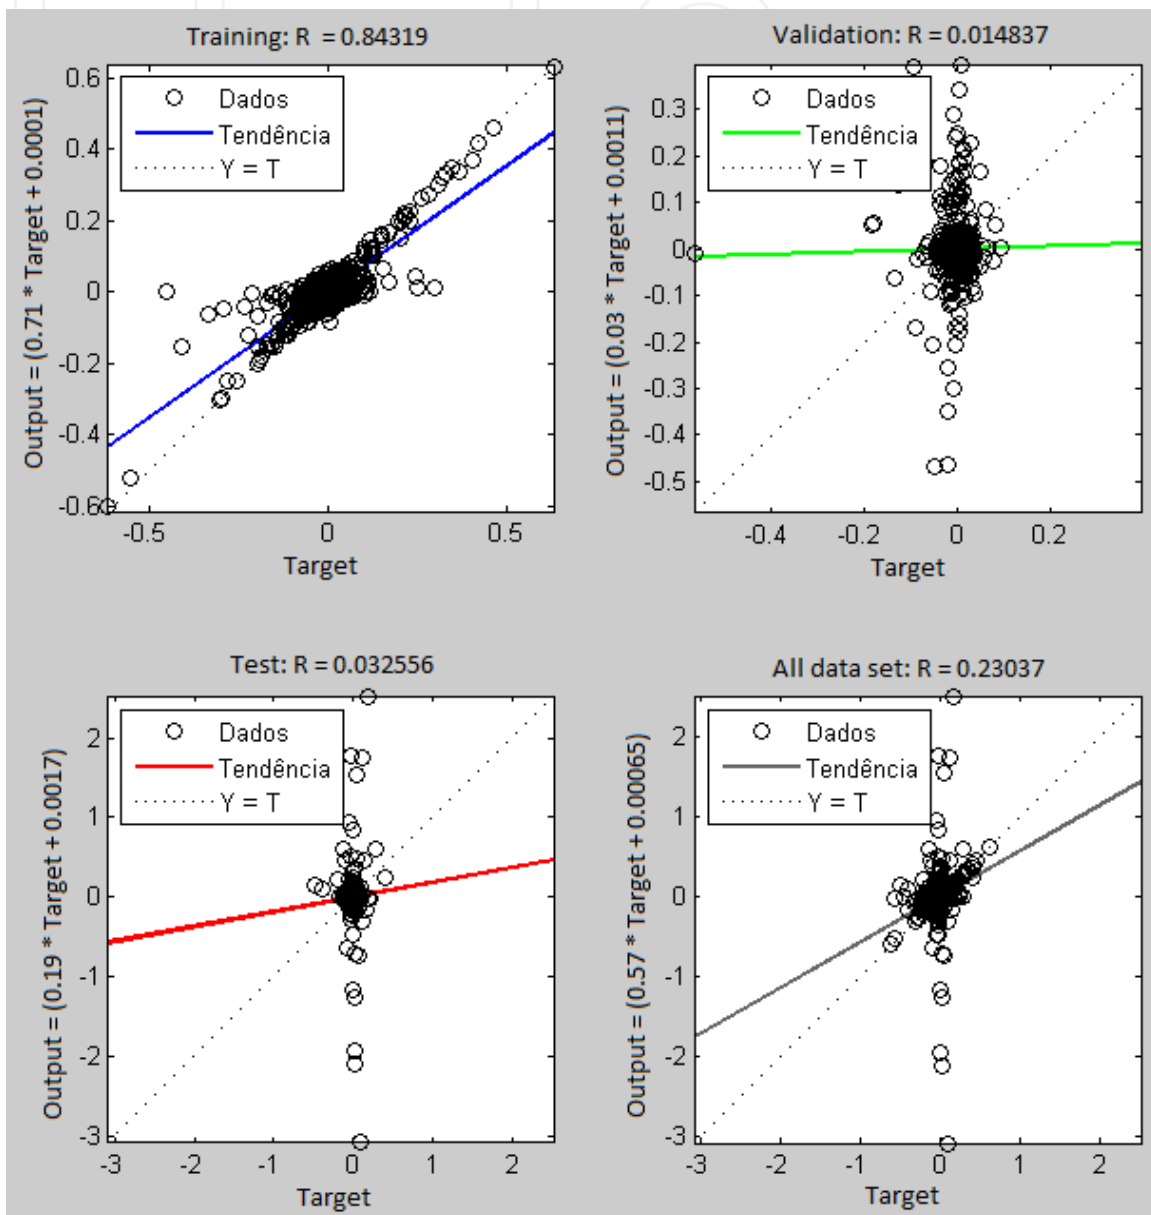 Training: R = 0.84319
Output = (0.71 * Target + 0.0001)
0.6
0.4
0.2
0
-0.2
-0.4
-0.6
Dados
Tendência
Y = T
-0.5
0
0.5
Target
Validation: R = 0.014837
Output = (0.03 * Target + 0.0011)
0.3
0.2
0.1
0
-0.1
-0.2
-0.3
-0.4
-0.5
Dados
Tendência
Y = T
-0.4
-0.2
0
0.2
Target
Test: R = 0.032556
Output = (0.19 * Target + 0.0017)
2
1
0
-1
-2
-3
Dados
Tendência
Y = T
-3
-2
-1
0
1
2
Target
All data set: R = 0.23037
Output = (0.57 * Target + 0.00065)
2
1
0
-1
-2
-3
Dados
Tendência
Y = T
-3
-2
-1
0
1
2
Target